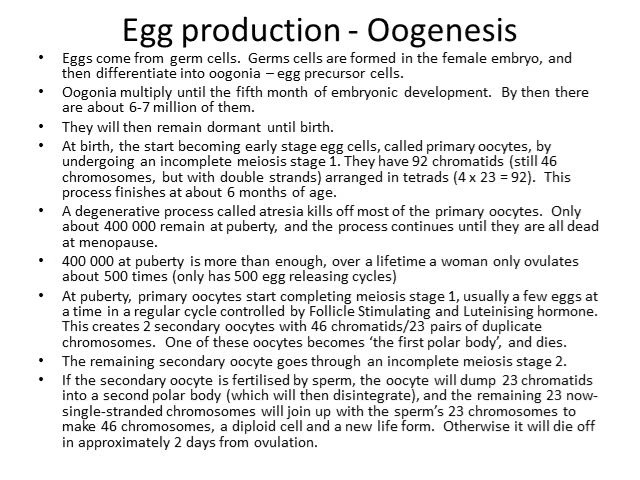 Egg production - Oogenesis
• Eggs come from germ cells. Germs cells are formed in the female embryo, and
then differentiate into oogonia – egg precursor cells.
• Oogonia multiply until the fifth month of embryonic development. By then there
are about 6-7 million of them.
• They will then remain dormant until birth.
• At birth, the start becoming early stage egg cells, called primary oocytes, by
undergoing an incomplete meiosis stage 1. They have 92 chromatids (still 46
chromosomes, but with double strands) arranged in tetrads (4 x 23 = 92). This
process finishes at about 6 months of age.
• A degenerative process called atresia kills off most of the primary oocytes. Only
about 400 000 remain at puberty, and the process continues until they are all dead
at menopause.
• 400 000 at puberty is more than enough, over a lifetime a woman only ovulates
about 500 times (only has 500 egg releasing cycles)
• At puberty, primary oocytes start completing meiosis stage 1, usually a few eggs at
a time in a regular cycle controlled by Follicle Stimulating and Luteinising hormone.
This creates 2 secondary oocytes with 46 chromatids/23 pairs of duplicate
chromosomes. One of these oocytes becomes ‘the first polar body’, and dies.
• The remaining secondary oocyte goes through an incomplete meiosis stage 2.
• If the secondary oocyte is fertilised by sperm, the oocyte will dump 23 chromatids
into a second polar body (which will then disintegrate), and the remaining 23 now-
single-stranded chromosomes will join up with the sperm’s 23 chromosomes to
make 46 chromosomes, a diploid cell and a new life form. Otherwise it will die off
in approximately 2 days from ovulation.